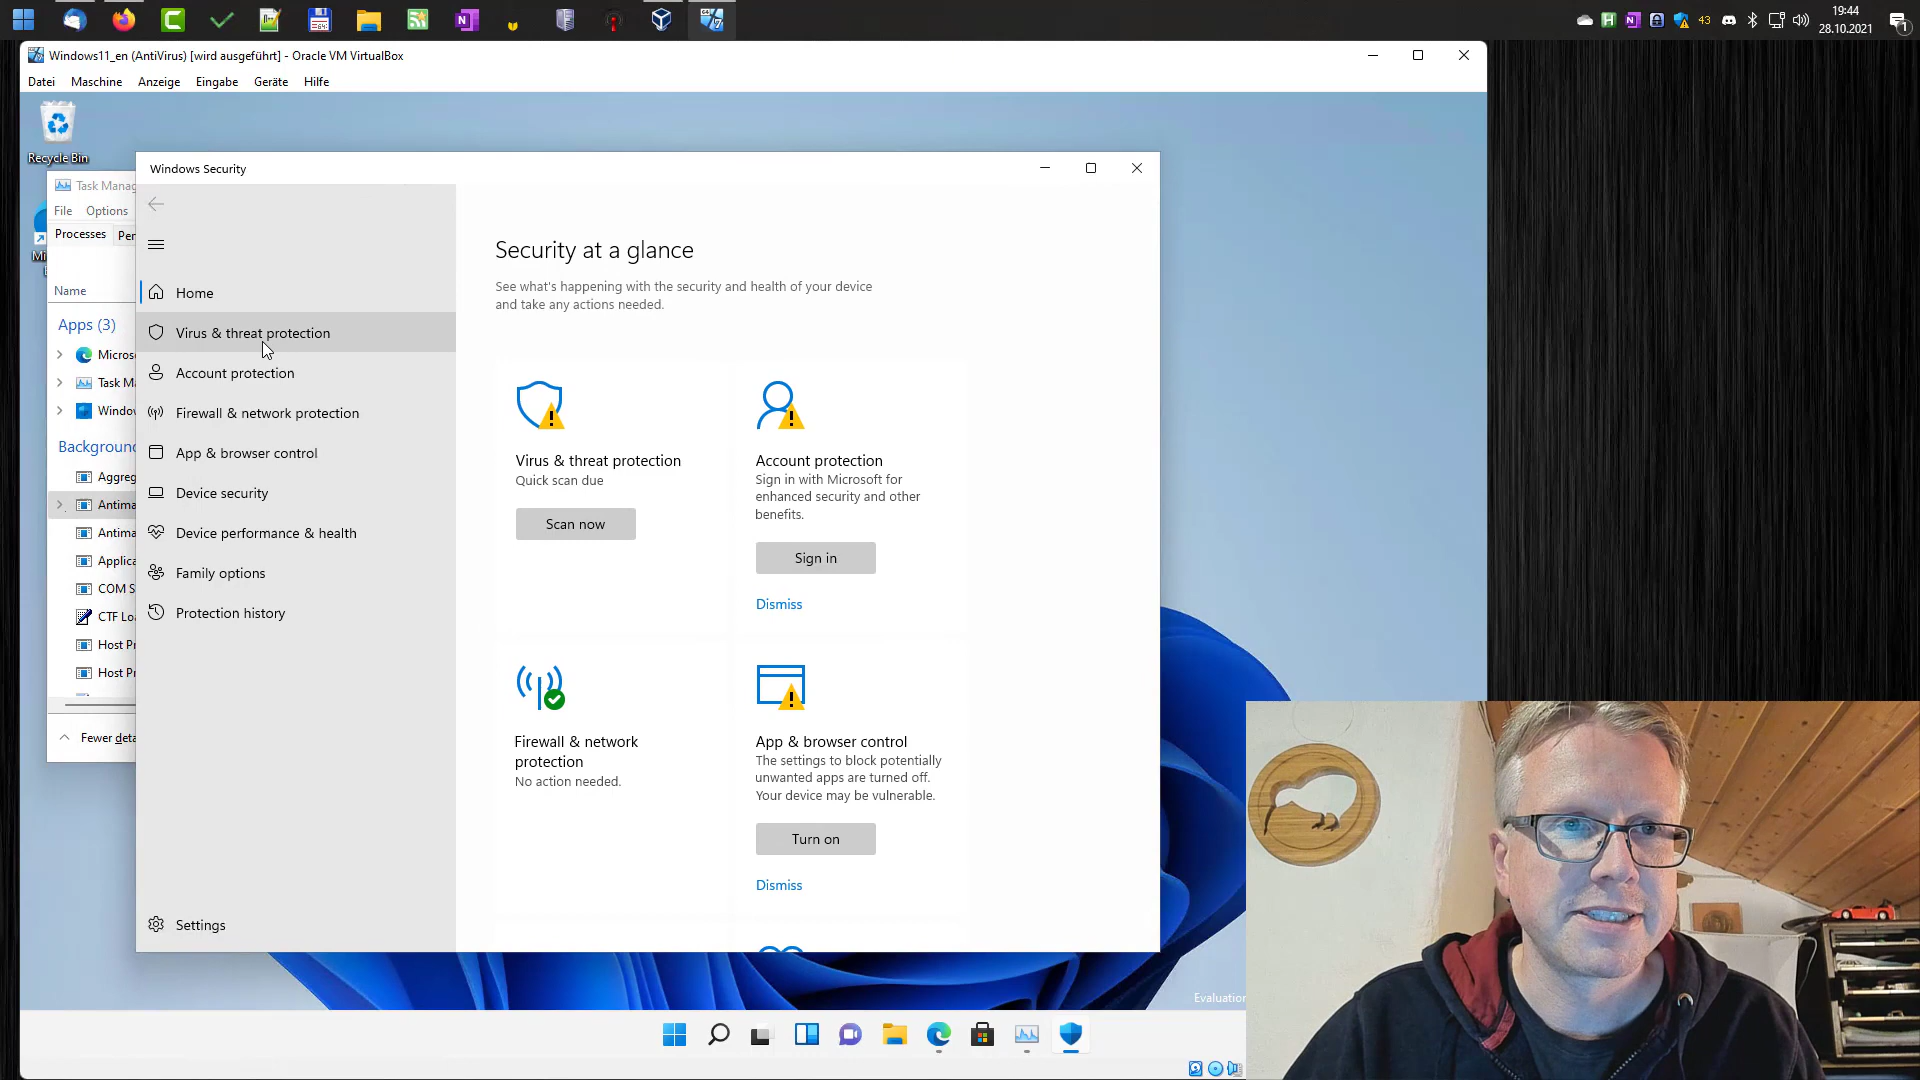 43
19:44
28.10.2021
1
Windows11_en (AntiVirus) [wird ausgeführt] - Oracle VM VirtualBox
Datei Maschine Anzeige Eingabe Geräte Hilfe
Recycle Bin
Task Manag
File Options
Processes Per
Name
Apps (3)
Micros
Task M
Windo
Background
Aggreg
Antima
Antima
Applica
COM S
CTF Loa
Host Pr
Host Pr
Fewer deta
Windows Security
Home
Virus & threat protection
Account protection
Firewall & network protection
App & browser control
Device security
Device performance & health
Family options
Protection history
Settings
Security at a glance
See what's happening with the security and health of your device
and take any actions needed.
Virus & threat protection
Quick scan due
Scan now
Account protection
Sign in with Microsoft for
enhanced security and other
benefits.
Sign in
Dismiss
Firewall & network
protection
No action needed.
App & browser control
The settings to block potentially
unwanted apps are turned off.
Your device may be vulnerable.
Turn on
Dismiss
Evaluation